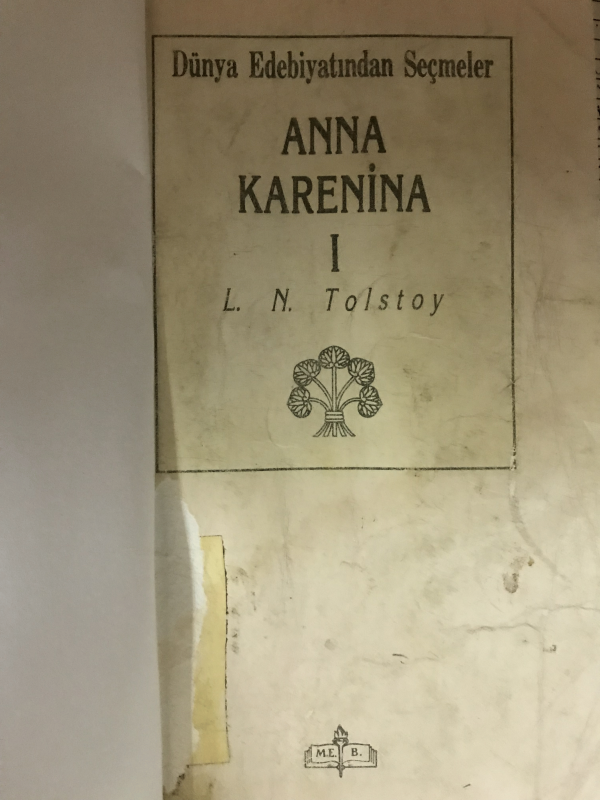 Dünya Edebiyatından Seçmeler
ANNA
KARENİNA
I
L. N. Tolstoy
M.E. B.